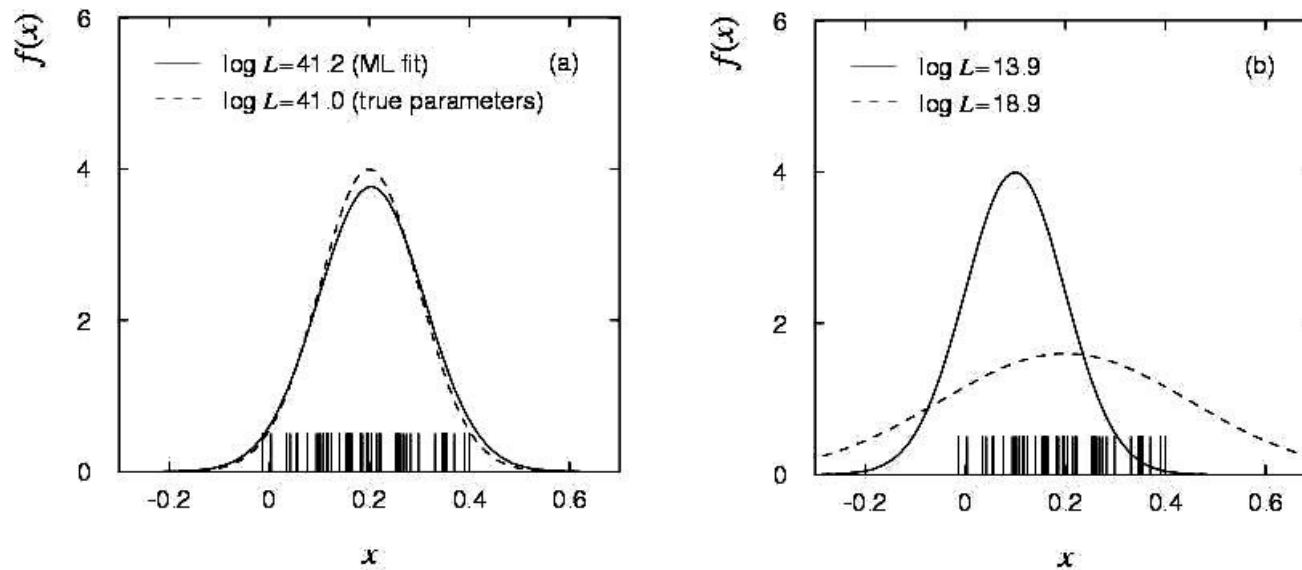 f(x)
6
4
2
0
log L=41.2 (ML fit)
log L=41.0 (true parameters)
(a)
-0.2 0 0.2 0.4 0.6
x
f(x)
6
4
2
0
log L=13.9
log L=18.9
(b)
-0.2 0 0.2 0.4 0.6
x